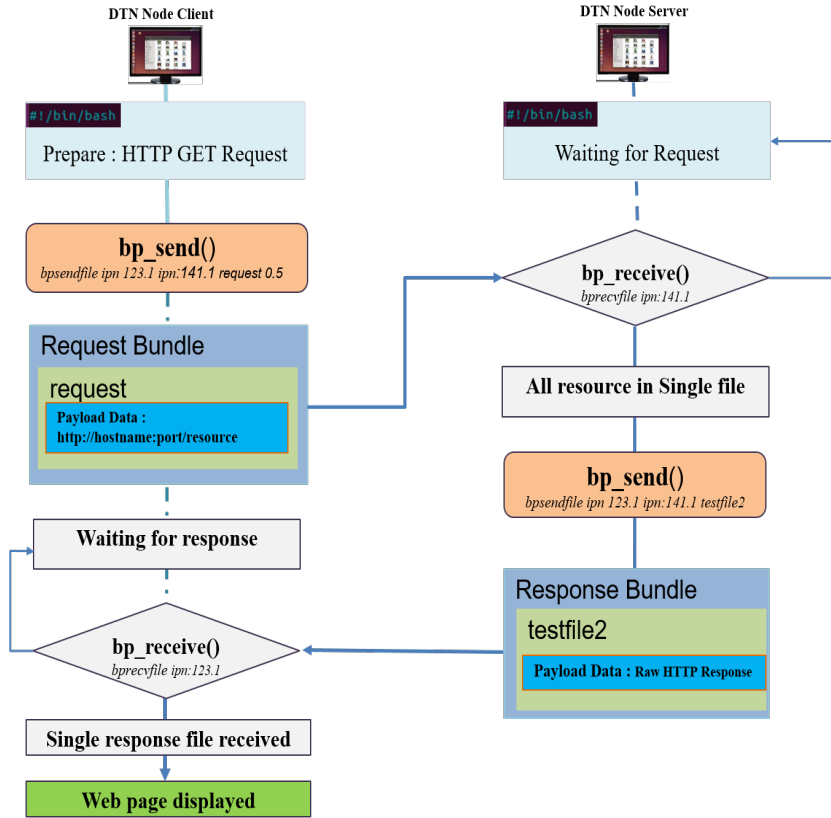 DTN Node Client
#!/bin/bash
Prepare : HTTP GET Request
bp_send()
bpsendfile ipn 123.1 ipn:141.1 request 0.5
Request Bundle
request
Payload Data :
http://hostname:port/resource
Waiting for response
bp_receive()
bprecvfile ipn:123.1
Single response file received
Web page displayed
DTN Node Server
#!/bin/bash
Waiting for Request
bp_receive()
bprecvfile ipn:141.1
All resource in Single file
bp_send()
bpsendfile ipn 123.1 ipn:141.1 testfile2
Response Bundle
testfile2
Payload Data : Raw HTTP Response